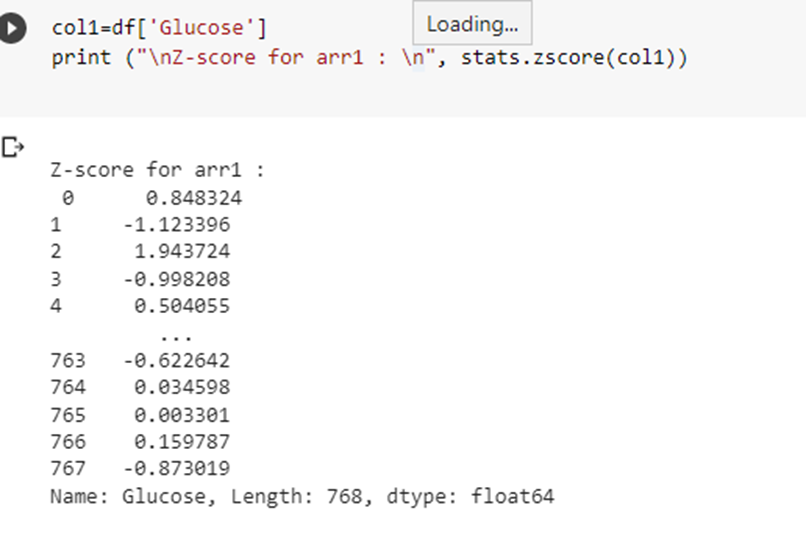 col1=df['Glucose']
Loading...
print ("\nZ-score for arr1 : \n", stats.zscore(col1))
Z-score for arr1 :
0 0.848324
1 -1.123396
2 1.943724
3 -0.998208
4 0.504055
...
763 -0.622642
764 0.034598
765 0.003301
766 0.159787
767 -0.873019
Name: Glucose, Length: 768, dtype: float64